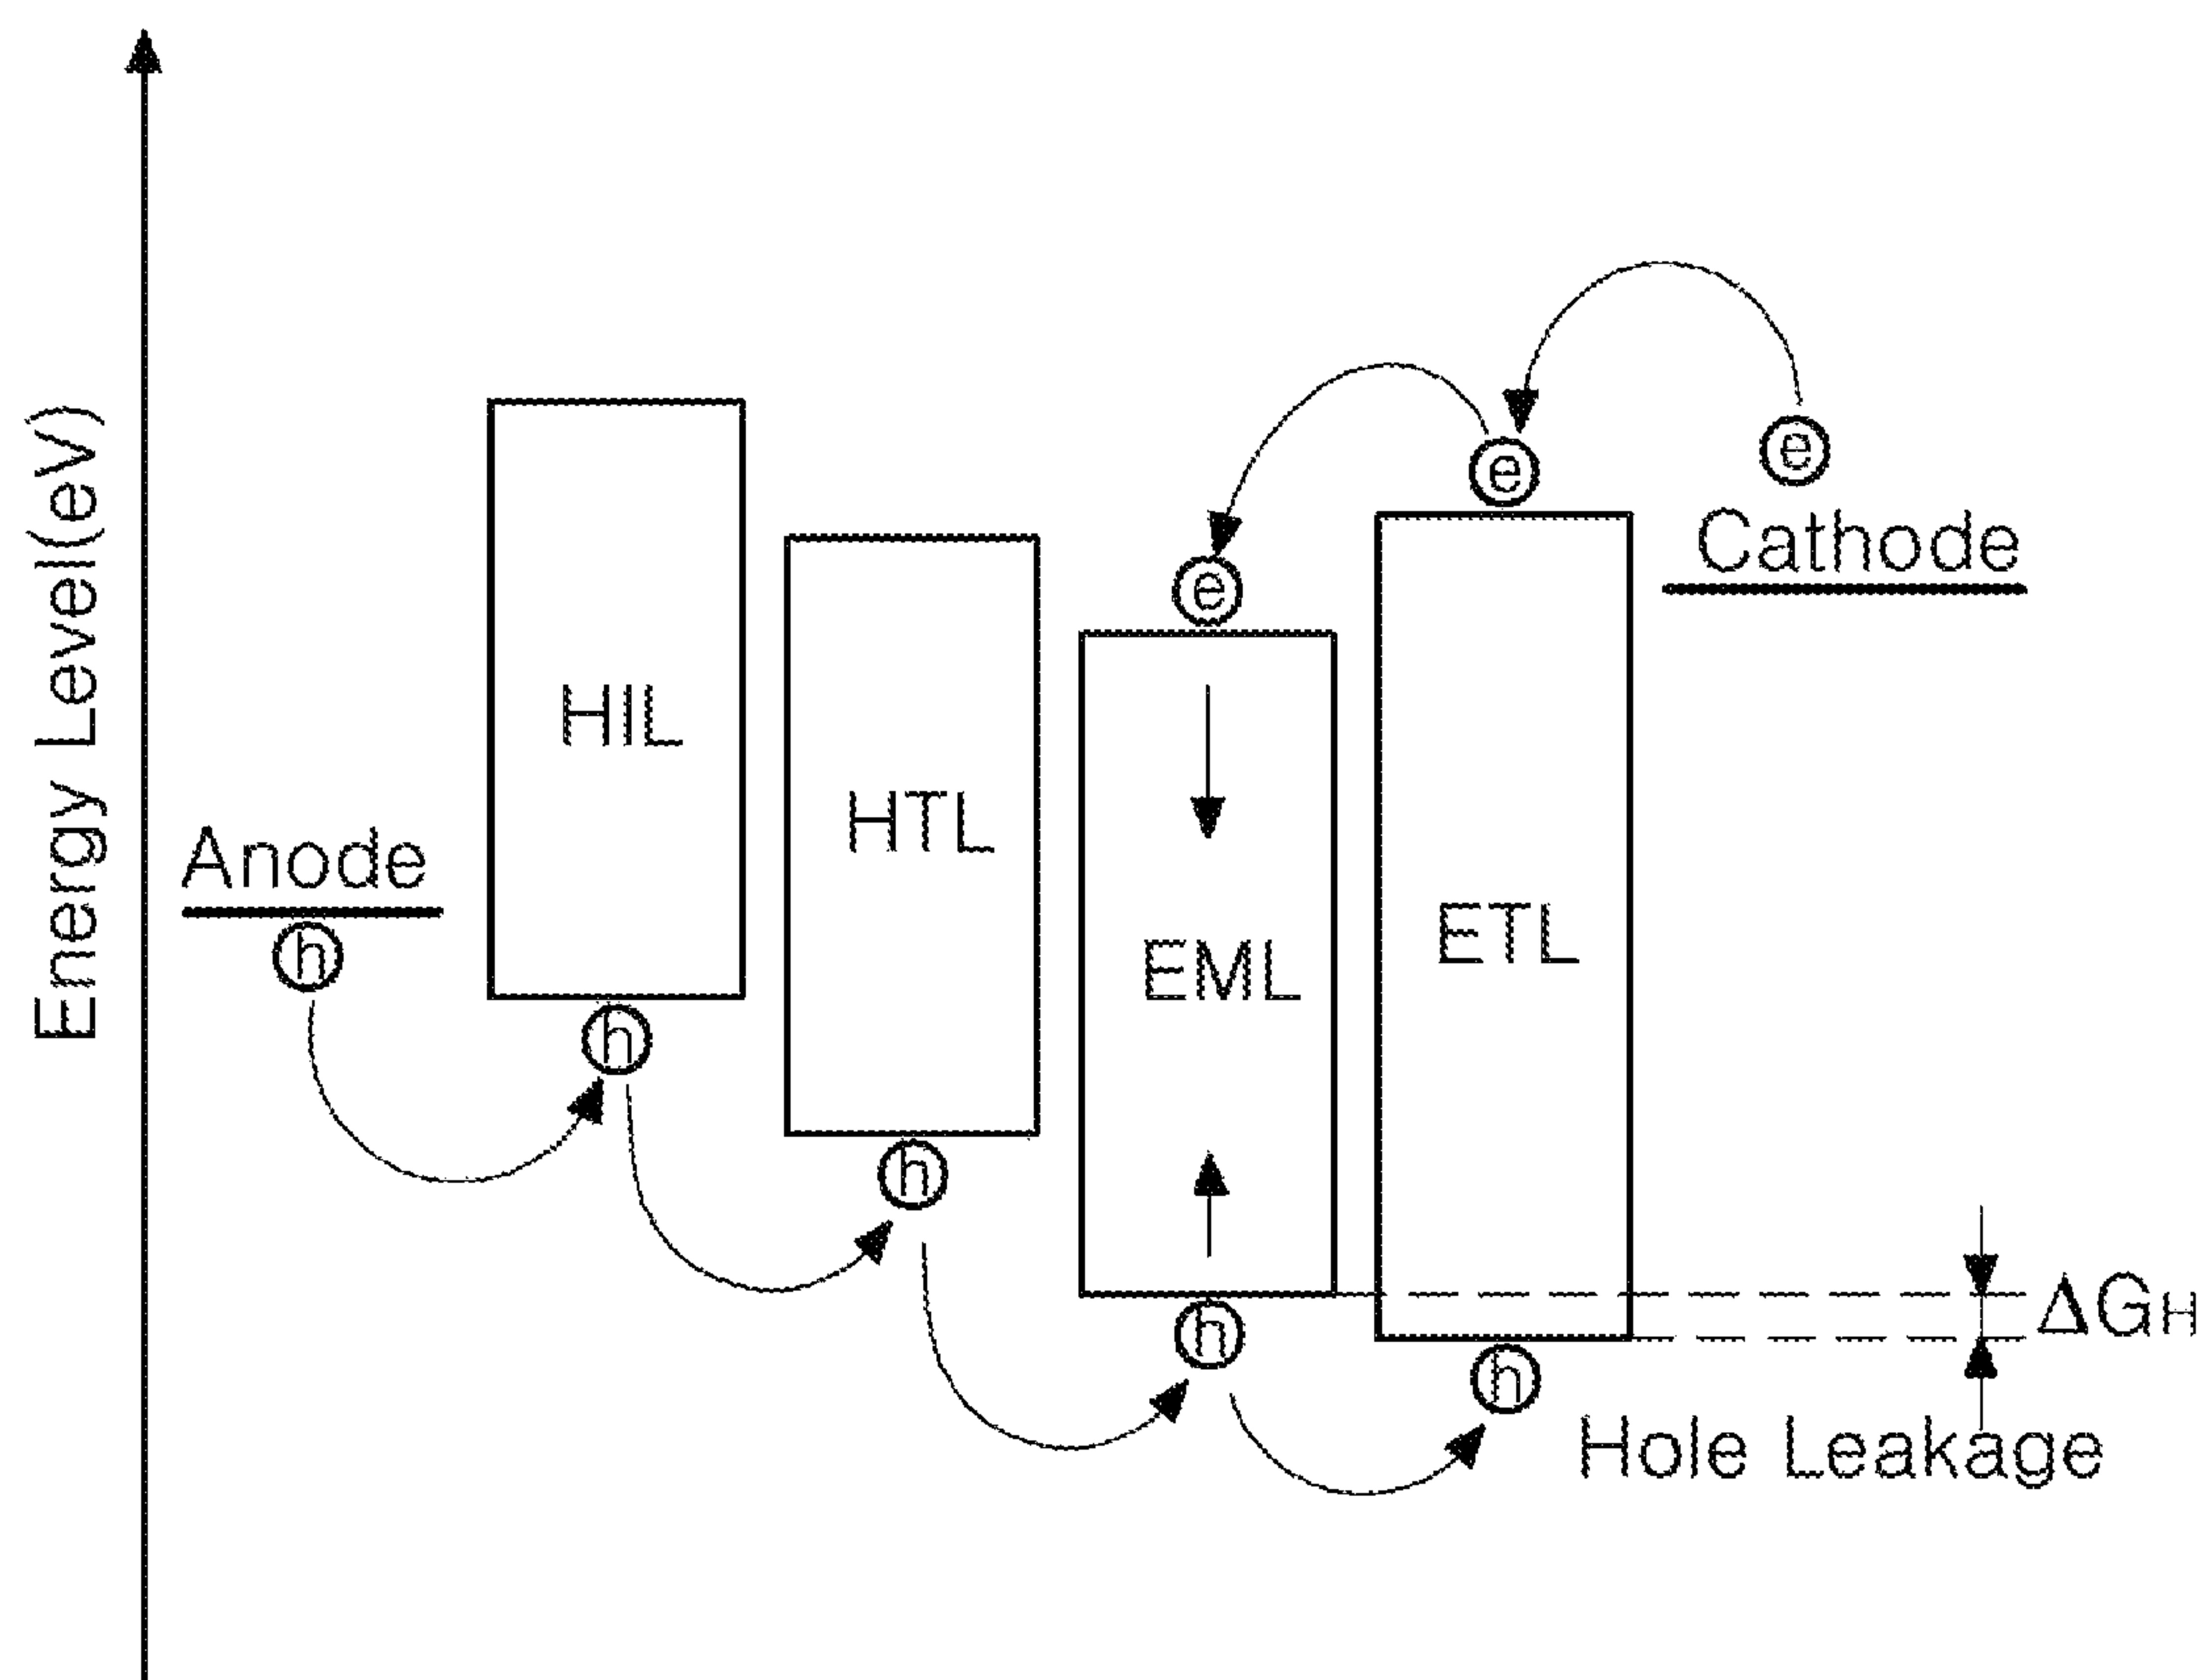 Energy Level(eV)
e
e
Cathode
e
HIL
HTL
Anode
ETL
EML
h
h
h
ΔGH
h
h
Hole Leakage